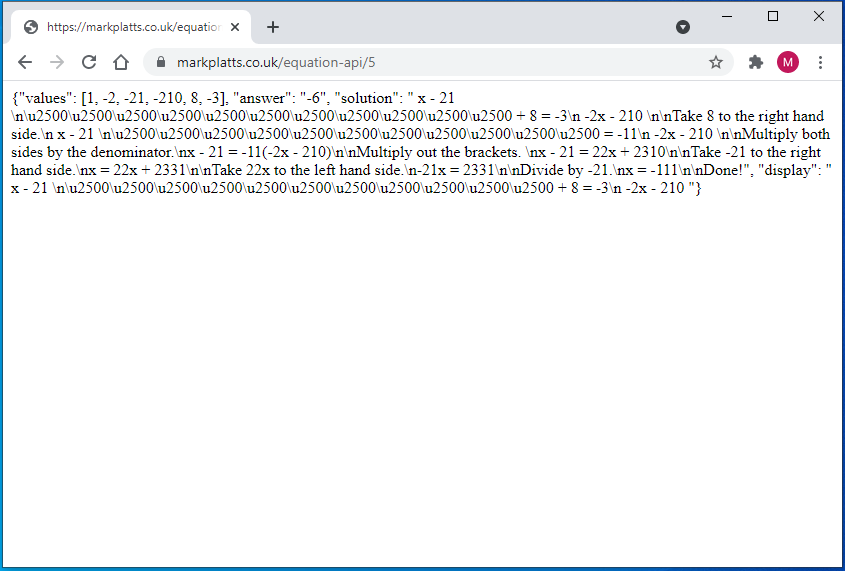 https://markplatts.co.uk/equation
markplatts.co.uk/equation-api/5
M
{"values": [1, -2, -21, -210, 8, -3], "answer": "-6", "solution": " x - 21
\n\u2500\u2500\u2500\u2500\u2500\u2500\u2500\u2500\u2500\u2500\u2500\u2500 + 8 = -3\n -2x - 210 \n\nTake 8 to the right hand
side.\n x - 21 \n\u2500\u2500\u2500\u2500\u2500\u2500\u2500\u2500\u2500\u2500\u2500\u2500 = -11\n -2x - 210 \n\nMultiply both
sides by the denominator.\nx - 21 = -11(-2x - 210)\n\nMultiply out the brackets. \nx - 21 = 22x + 2310\n\nTake -21 to the right
hand side.\nx = 22x + 2331\n\nTake 22x to the left hand side.\n-21x = 2331\n\nDivide by -21.\nx = -111\n\nDone!", "display": "
x - 21 \n\u2500\u2500\u2500\u2500\u2500\u2500\u2500\u2500\u2500\u2500\u2500\u2500 + 8 = -3\n -2x - 210 "}